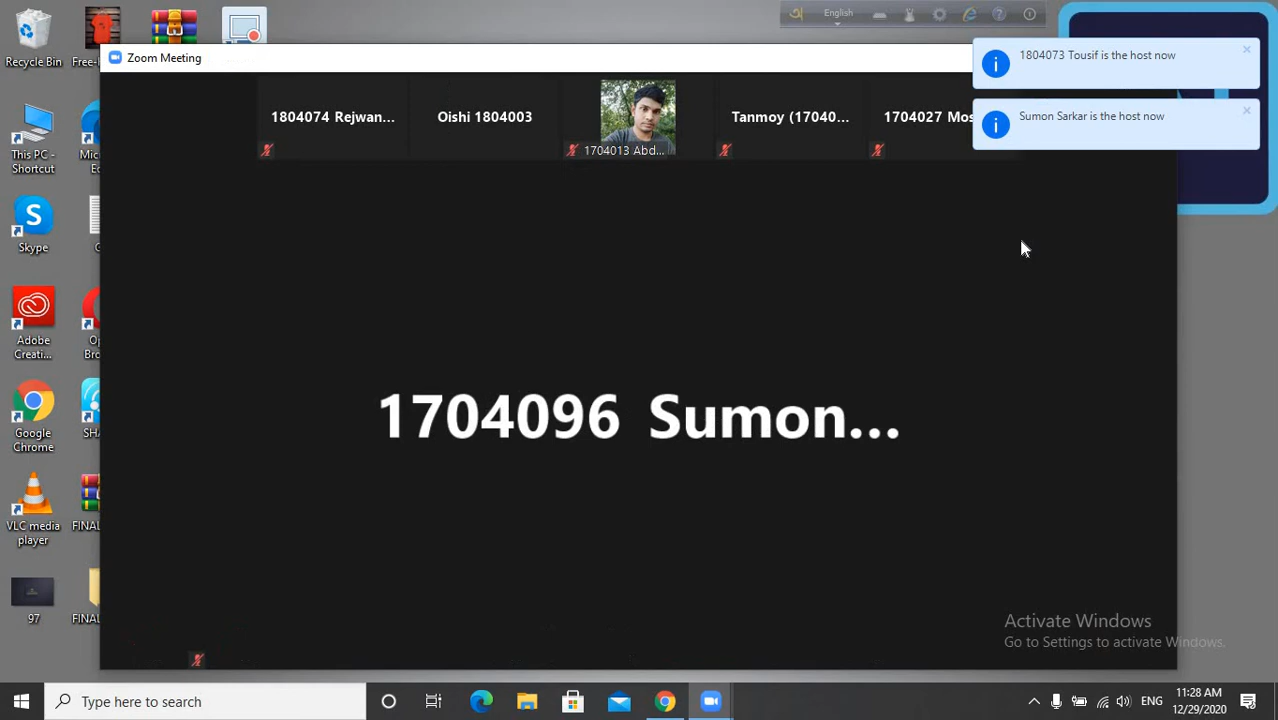 অ
English
Recycle Bin
Free-h
Zoom Meeting
1804073 Tousif is the host now
Sumon Sarkar is the host now
1804074 Rejwan...
Oishi 1804003
1704013 Abd...
Tanmoy (17040...
1704027 Mos
This PC -
Shortcut
Skype
Adobe
Creati...
Google
Chrome
VLC media
player
FINAL
97
FINAL
1704096 Sumon...
Activate Windows
Go to Settings to activate Windows.
Type here to search
ENG
11:28 AM
12/29/2020